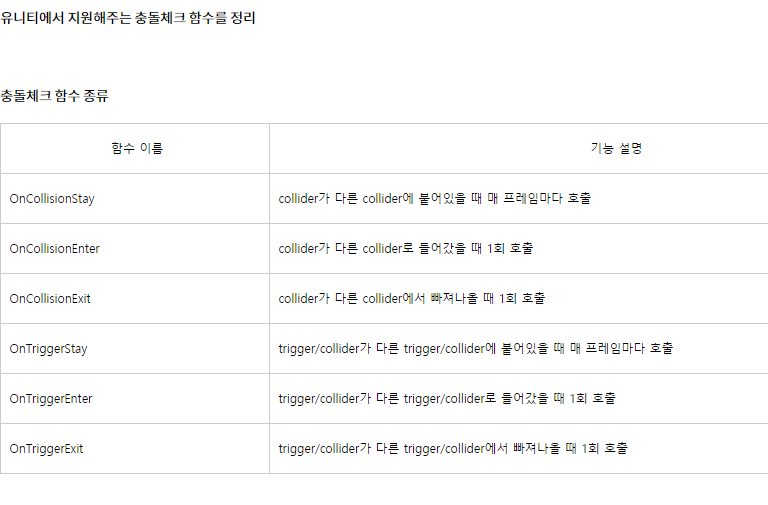 유니티에서 지원해주는 충돌체크 함수를 정리
충돌체크 함수 종류
함수 이름 기능 설명
OnCollisionStay collider가 다른 collider에 붙어있을 때 매 프레임마다 호출
OnCollisionEnter collider가 다른 collider로 들어갔을 때 1회 호출
OnCollisionExit collider가 다른 collider에서 빠져나올 때 1회 호출
OnTriggerStay trigger/collider가 다른 trigger/collider에 붙어있을 때 매 프레임마다 호출
OnTriggerEnter trigger/collider가 다른 trigger/collider로 들어갔을 때 1회 호출
OnTriggerExit trigger/collider가 다른 trigger/collider에서 빠져나올 때 1회 호출